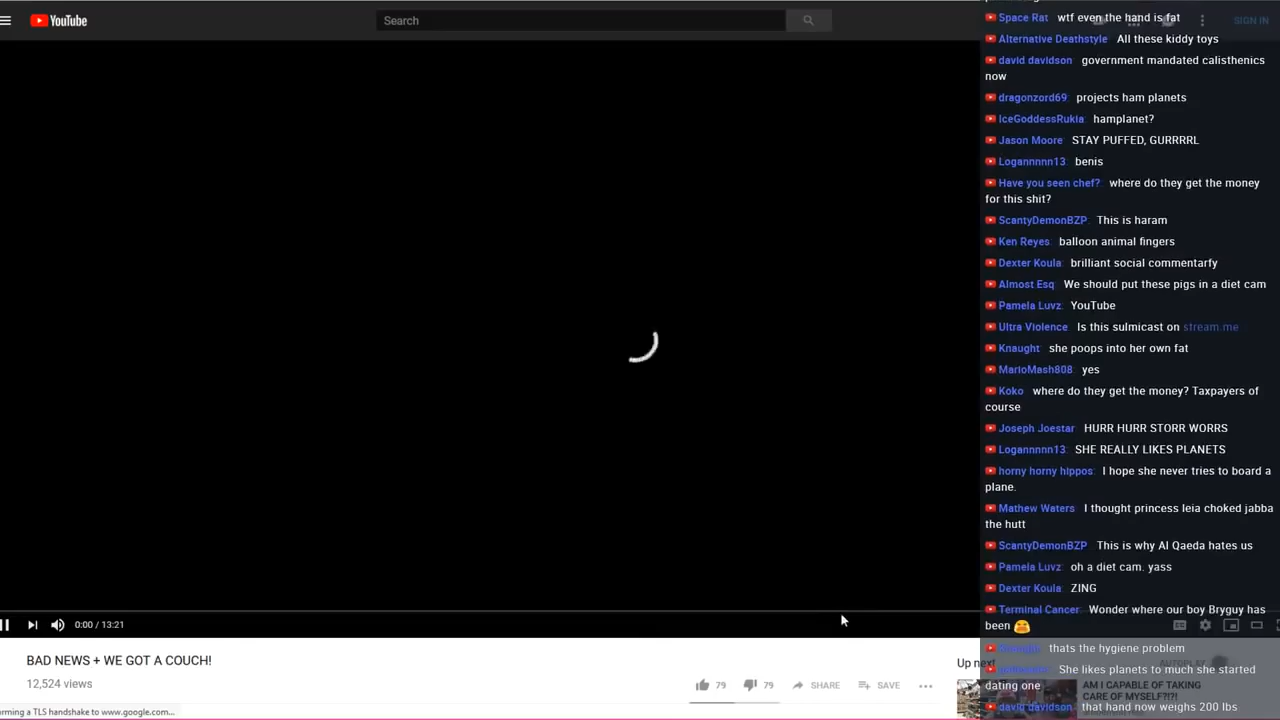 YouTube
Search
SIGN IN
Space Rat wtf even the hand is fat
Alternative Deathstyle All these kiddy toys
david davidson: government mandated calisthenics
now
dragonzord69: projects ham planets
IceGoddessRukia: hamplanet?
Jason Moore STAY PUFFED, GURRRRL
Logannnnn13: benis
Have you seen chef? where do they get the money
for this shit?
ScantyDemonBZP: This is haram
Ken Reyes: balloon animal fingers
Dexter Koula: brilliant social commentarfy
Almost Esq: We should put these pigs in a diet cam
Pamela Luvz: YouTube
Ultra Violence: Is this sulmicast on stream.me
Knaught: she poops into her own fat
MarioMash808: yes
Koko: where do they get the money? Taxpayers of
course
Joseph Joestar: HURR HURR STORR WORRS
Logannnnn13: SHE REALLY LIKES PLANETS
horny horny hippos: I hope she never tries to board a
plane.
Mathew Waters: I thought princess leia choked jabba
the hutt
ScantyDemonBZP: This is why Al Qaeda hates us
Pamela Luvz: oh a diet cam. yass
Dexter Koula: ZING
Terminal Cancer: Wonder where our boy Bryguy has
been
thats the hygiene problem
She likes planets to much she started
dating one
david davidson: that hand now weighs 200 lbs
0:00 / 13:21
BAD NEWS + WE GOT A COUCH!
12,524 views
79 79 SHARE SAVE
Up next
AUTOPLAY
AM I CAPABLE OF TAKING
CARE OF MYSELF?!?!
orming a TLS handshake to www.google.com...